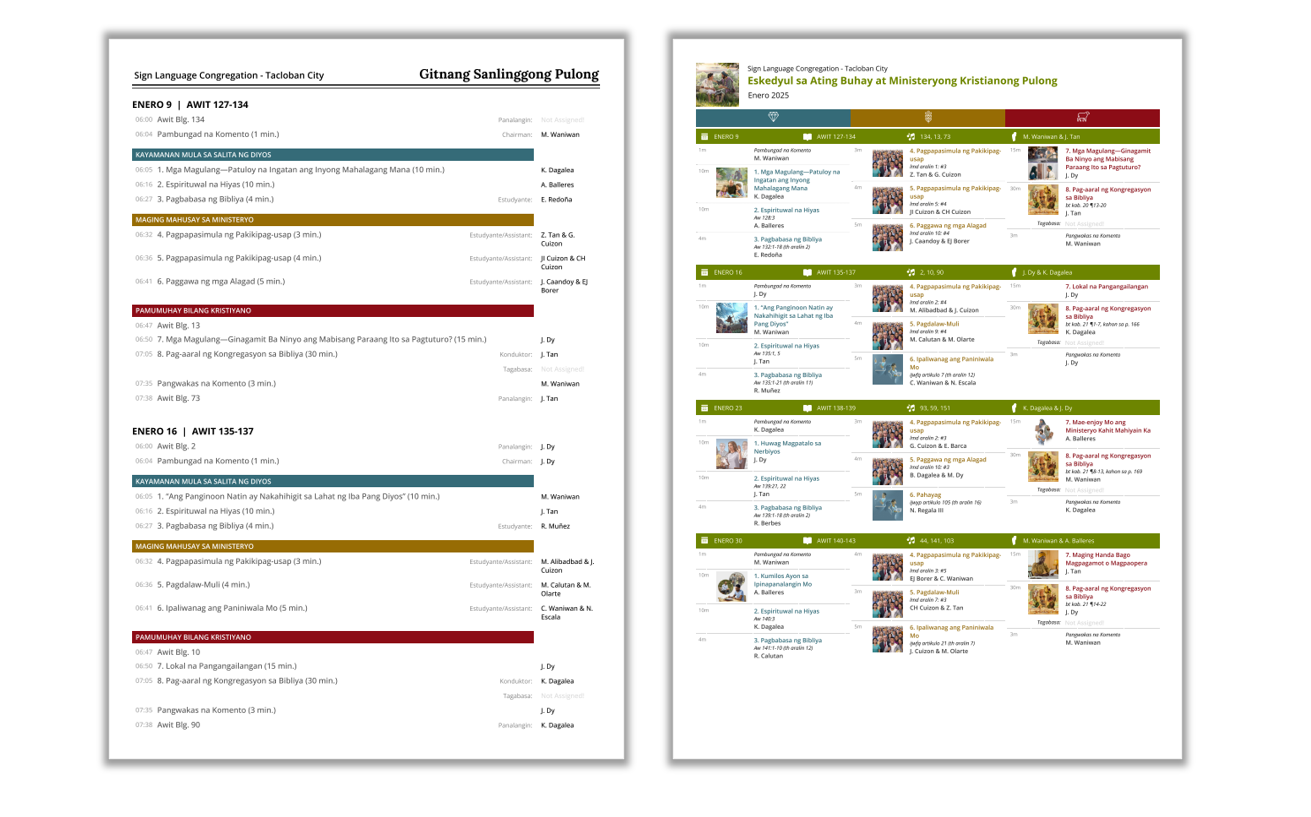 Sign Language Congregation - Tacloban City
Gitnang Sanlinggong Pulong
ENERO 9 | AWIT 127-134
06:00 Awit Blg. 134 Panalangin: Not Assigned!
06:04 Pambungad na Komento (1 min.) Chairman: M. Waniwan
KAYAMANAN MULA SA SALITA NG DIYOS
06:05 1. Mga Magulang—Patuloy na Ingatan ang Inyong Mahalagang Mana (10 min.) K. Dagalea
06:16 2. Espirituwal na Hiyas (10 min.) A. Balleres
06:27 3. Pagbabasa ng Bibliya (4 min.) Estudyante: E. Redoña
MAGING MAHUSAY SA MINISTERYO
06:32 4. Pagpapasimula ng Pakikipag-usap (3 min.) Estudyante/Assistant: Z. Tan & G.
Cuizon
06:36 5. Pagpapasimula ng Pakikipag-usap (4 min.) Estudyante/Assistant: JI Cuizon & CH
Cuizon
06:41 6. Paggawa ng mga Alagad (5 min.) Estudyante/Assistant: J. Caandoy & EJ
Borer
PAMUMUHAY BILANG KRISTIYANO
06:47 Awit Blg. 13
06:50 7. Mga Magulang—Ginagamit Ba Ninyo ang Mabisang Paraang Ito sa Pagtuturo? (15 min.) J. Dy
07:05 8. Pag-aaral ng Kongregasyon sa Bibliya (30 min.) Konduktor: J. Tan
Tagabasa: Not Assigned!
07:35 Pangwakas na Komento (3 min.) M. Waniwan
07:38 Awit Blg. 73 Panalangin: J. Tan
ENERO 16 | AWIT 135-137
06:00 Awit Blg. 2 Panalangin: J. Dy
06:04 Pambungad na Komento (1 min.) Chairman: J. Dy
KAYAMANAN MULA SA SALITA NG DIYOS
06:05 1. “Ang Panginoon Natin ay Nakahihigit sa Lahat ng Iba Pang Diyos” (10 min.) M. Waniwan
06:16 2. Espirituwal na Hiyas (10 min.) J. Tan
06:27 3. Pagbabasa ng Bibliya (4 min.) Estudyante: R. Muñez
MAGING MAHUSAY SA MINISTERYO
06:32 4. Pagpapasimula ng Pakikipag-usap (3 min.) Estudyante/Assistant: M. Alibadbad & J.
Cuizon
06:36 5. Pagdalaw-Muli (4 min.) Estudyante/Assistant: M. Calutan & M.
Olarte
06:41 6. Ipaliwanag ang Paniniwala Mo (5 min.) Estudyante/Assistant: C. Waniwan & N.
Escala
PAMUMUHAY BILANG KRISTIYANO
06:47 Awit Blg. 10
06:50 7. Lokal na Pangangailangan (15 min.) J. Dy
07:05 8. Pag-aaral ng Kongregasyon sa Bibliya (30 min.) Konduktor: K. Dagalea
Tagabasa: Not Assigned!
07:35 Pangwakas na Komento (3 min.) J. Dy
07:38 Awit Blg. 90 Panalangin: K. Dagalea
Sign Language Congregation - Tacloban City
Eskedyul sa Ating Buhay at Ministeryong Kristianong Pulong
Enero 2025
ENERO 9 AWIT 127-134 134, 13, 73 M. Waniwan & J. Tan
1m Pambungad na Komento
M. Waniwan
10m 1. Mga Magulang—Patuloy na
Ingatan ang Inyong
Mahalagang Mana
K. Dagalea
10m 2. Espirituwal na Hiyas
Aw 128:3
A. Balleres
4m 3. Pagbabasa ng Bibliya
Aw 132:1-18 (th aralin 2)
E. Redoña
3m 4. Pagpapasimula ng Pakikipag-
usap
lmd aralin 1: #3
Z. Tan & G. Cuizon
4m 5. Pagpapasimula ng Pakikipag-
usap
lmd aralin 5: #4
JI Cuizon & CH Cuizon
5m 6. Paggawa ng mga Alagad
lmd aralin 10: #4
J. Caandoy & EJ Borer
15m 7. Mga Magulang—Ginagamit
Ba Ninyo ang Mabisang
Paraang Ito sa Pagtuturo?
J. Dy
30m 8. Pag-aaral ng Kongregasyon
sa Bibliya
bt kab. 20 ¶13-20
J. Tan
Tagabasa: Not Assigned!
3m Pangwakas na Komento
M. Waniwan
ENERO 16 AWIT 135-137 2, 10, 90 J. Dy & K. Dagalea
1m Pambungad na Komento
J. Dy
10m 1. “Ang Panginoon Natin ay
Nakahihigit sa Lahat ng Iba
Pang Diyos”
M. Waniwan
10m 2. Espirituwal na Hiyas
Aw 135:1, 5
J. Tan
4m 3. Pagbabasa ng Bibliya
Aw 135:1-21 (th aralin 11)
R. Muñez
3m 4. Pagpapasimula ng Pakikipag-
usap
lmd aralin 2: #4
M. Alibadbad & J. Cuizon
4m 5. Pagdalaw-Muli
lmd aralin 9: #4
M. Calutan & M. Olarte
5m 6. Ipaliwanag ang Paniniwala
Mo
ijwfq artikulo 7 (th aralin 12)
C. Waniwan & N. Escala
15m 7. Lokal na Pangangailangan
J. Dy
30m 8. Pag-aaral ng Kongregasyon
sa Bibliya
bt kab. 21 ¶1-7, kahon sa p. 166
K. Dagalea
Tagabasa: Not Assigned!
3m Pangwakas na Komento
J. Dy
ENERO 23 AWIT 138-139 93, 59, 151 K. Dagalea & J. Dy
1m Pambungad na Komento
K. Dagalea
10m 1. Huwag Magpatalo sa
Nerbiyos
J. Dy
10m 2. Espirituwal na Hiyas
Aw 139:21, 22
J. Tan
4m 3. Pagbabasa ng Bibliya
Aw 139:1-18 (th aralin 2)
R. Berbes
3m 4. Pagpapasimula ng Pakikipag-
usap
lmd aralin 2: #3
G. Cuizon & E. Barca
4m 5. Paggawa ng mga Alagad
lmd aralin 10: #3
B. Dagalea & M. Dy
5m 6. Pahayag
ijwyp artikulo 105 (th aralin 16)
N. Regala III
15m 7. Mae-enjoy Mo ang
Ministeryo Kahit Mahiyain Ka
A. Balleres
30m 8. Pag-aaral ng Kongregasyon
sa Bibliya
bt kab. 21 ¶8-13, kahon sa p. 169
M. Waniwan
Tagabasa: Not Assigned!
3m Pangwakas na Komento
K. Dagalea
ENERO 30 AWIT 140-143 44, 141, 103 M. Waniwan & A. Balleres
1m Pambungad na Komento
M. Waniwan
10m 1. Kumilos Ayon sa
Ipinapanalangin Mo
A. Balleres
10m 2. Espirituwal na Hiyas
Aw 140:3
K. Dagalea
4m 3. Pagbabasa ng Bibliya
Aw 141:1-10 (th aralin 12)
R. Calutan
4m 4. Pagpapasimula ng Pakikipag-
usap
lmd aralin 3: #5
EJ Borer & C. Waniwan
3m 5. Pagdalaw-Muli
lmd aralin 7: #3
CH Cuizon & Z. Tan
5m 6. Ipaliwanag ang Paniniwala
Mo
ijwfq artikulo 21 (th aralin 7)
J. Cuizon & M. Olarte
15m 7. Maging Handa Bago
Magpagamot o Magpaopera
J. Tan
30m 8. Pag-aaral ng Kongregasyon
sa Bibliya
bt kab. 21 ¶14-22
J. Dy
Tagabasa: Not Assigned!
3m Pangwakas na Komento
M. Waniwan